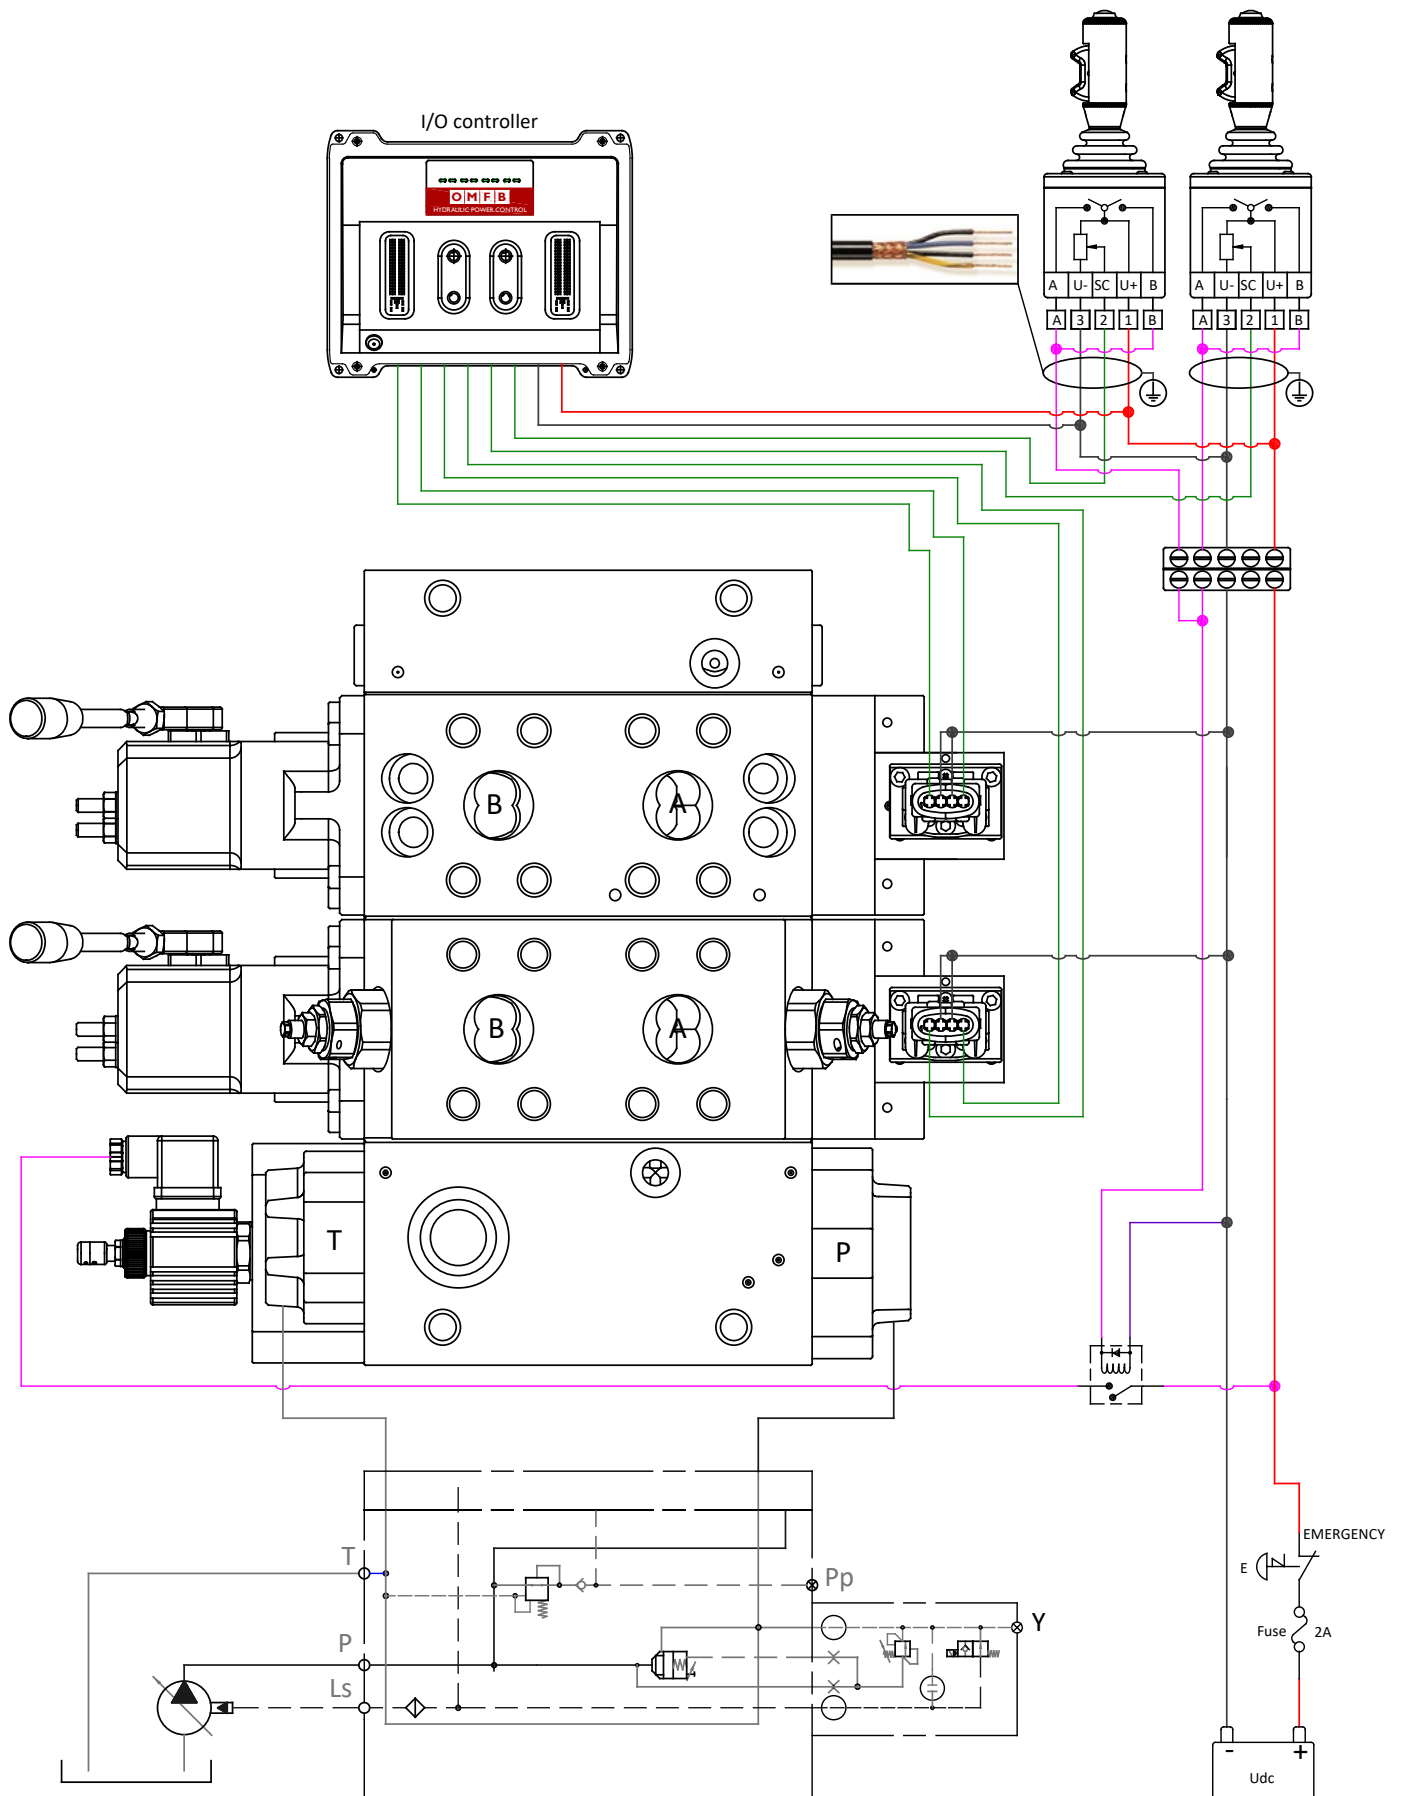 I/O controller
OMFB
HYDRAULIC·POWER.CONTROL
A U- SC U+ B
A 3 2 1 B
A U- SC U+ B
A 3 2 1 B
B A
B A
T P
EMERGENCY
E
Fuse 2A
T
Pp
Y
P
Ls
- +
Udc